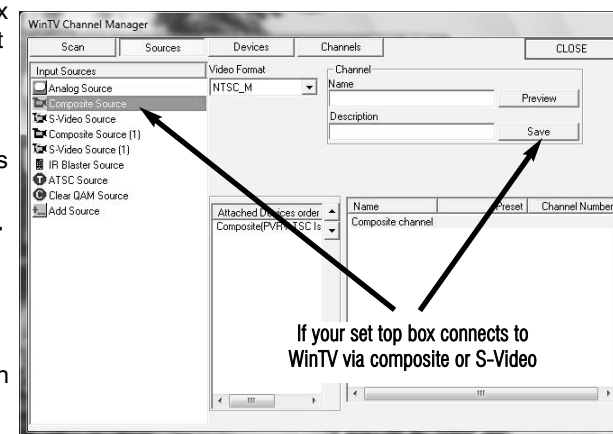 WinTV Channel Manager
Scan Sources Devices Channels CLOSE
Input Sources
Analog Source
Composite Source
S-Video Source
Composite Source (1)
S-Video Source (1)
IR Blaster Source
ATSC Source
Clear QAM Source
Add Source
Video Format
NTSC_M
Channel
Name
Preview
Description
Save
Attached Devices order
Name Preset Channel Number
Composite channel
If your set top box connects to
WinTV via composite or S-Video